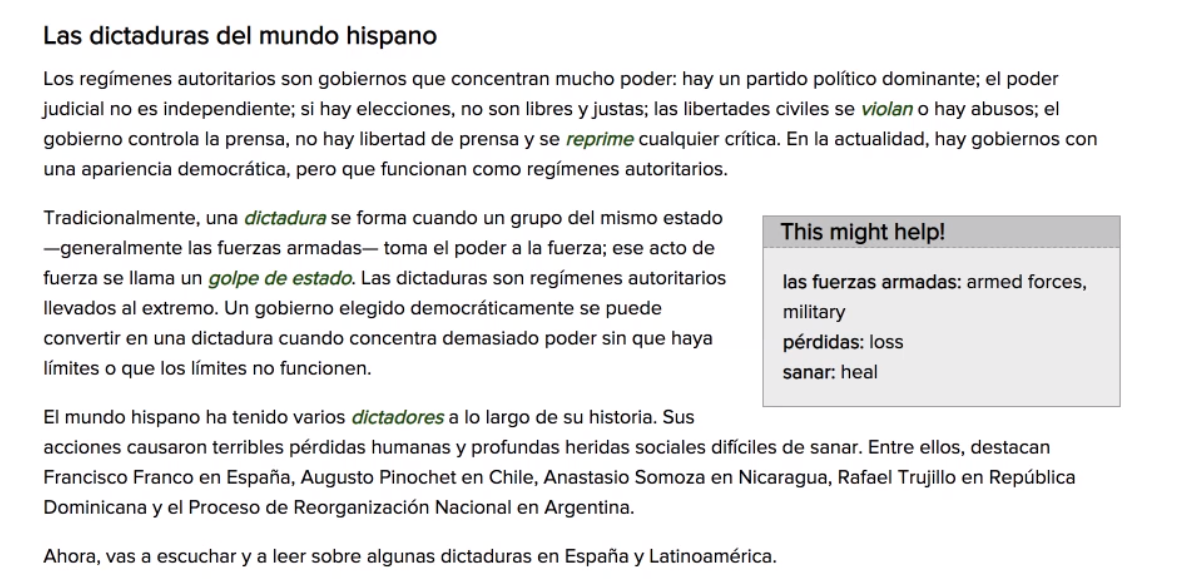 Las dictaduras del mundo hispano
Los regímenes autoritarios son gobiernos que concentran mucho poder: hay un partido político dominante; el poder
judicial no es independiente; si hay elecciones, no son libres y justas; las libertades civiles se violan o hay abusos; el
gobierno controla la prensa, no hay libertad de prensa y se reprime cualquier crítica. En la actualidad, hay gobiernos con
una apariencia democrática, pero que funcionan como regímenes autoritarios.
Tradicionalmente, una dictadura se forma cuando un grupo del mismo estado
—generalmente las fuerzas armadas— toma el poder a la fuerza; ese acto de
fuerza se llama un golpe de estado. Las dictaduras son regímenes autoritarios
llevados al extremo. Un gobierno elegido democráticamente se puede
convertir en una dictadura cuando concentra demasiado poder sin que haya
límites o que los límites no funcionen.
This might help!
las fuerzas armadas: armed forces,
military
pérdidas: loss
sanar: heal
El mundo hispano ha tenido varios dictadores a lo largo de su historia. Sus
acciones causaron terribles pérdidas humanas y profundas heridas sociales difíciles de sanar. Entre ellos, destacan
Francisco Franco en España, Augusto Pinochet en Chile, Anastasio Somoza en Nicaragua, Rafael Trujillo en República
Dominicana y el Proceso de Reorganización Nacional en Argentina.
Ahora, vas a escuchar y a leer sobre algunas dictaduras en España y Latinoamérica.